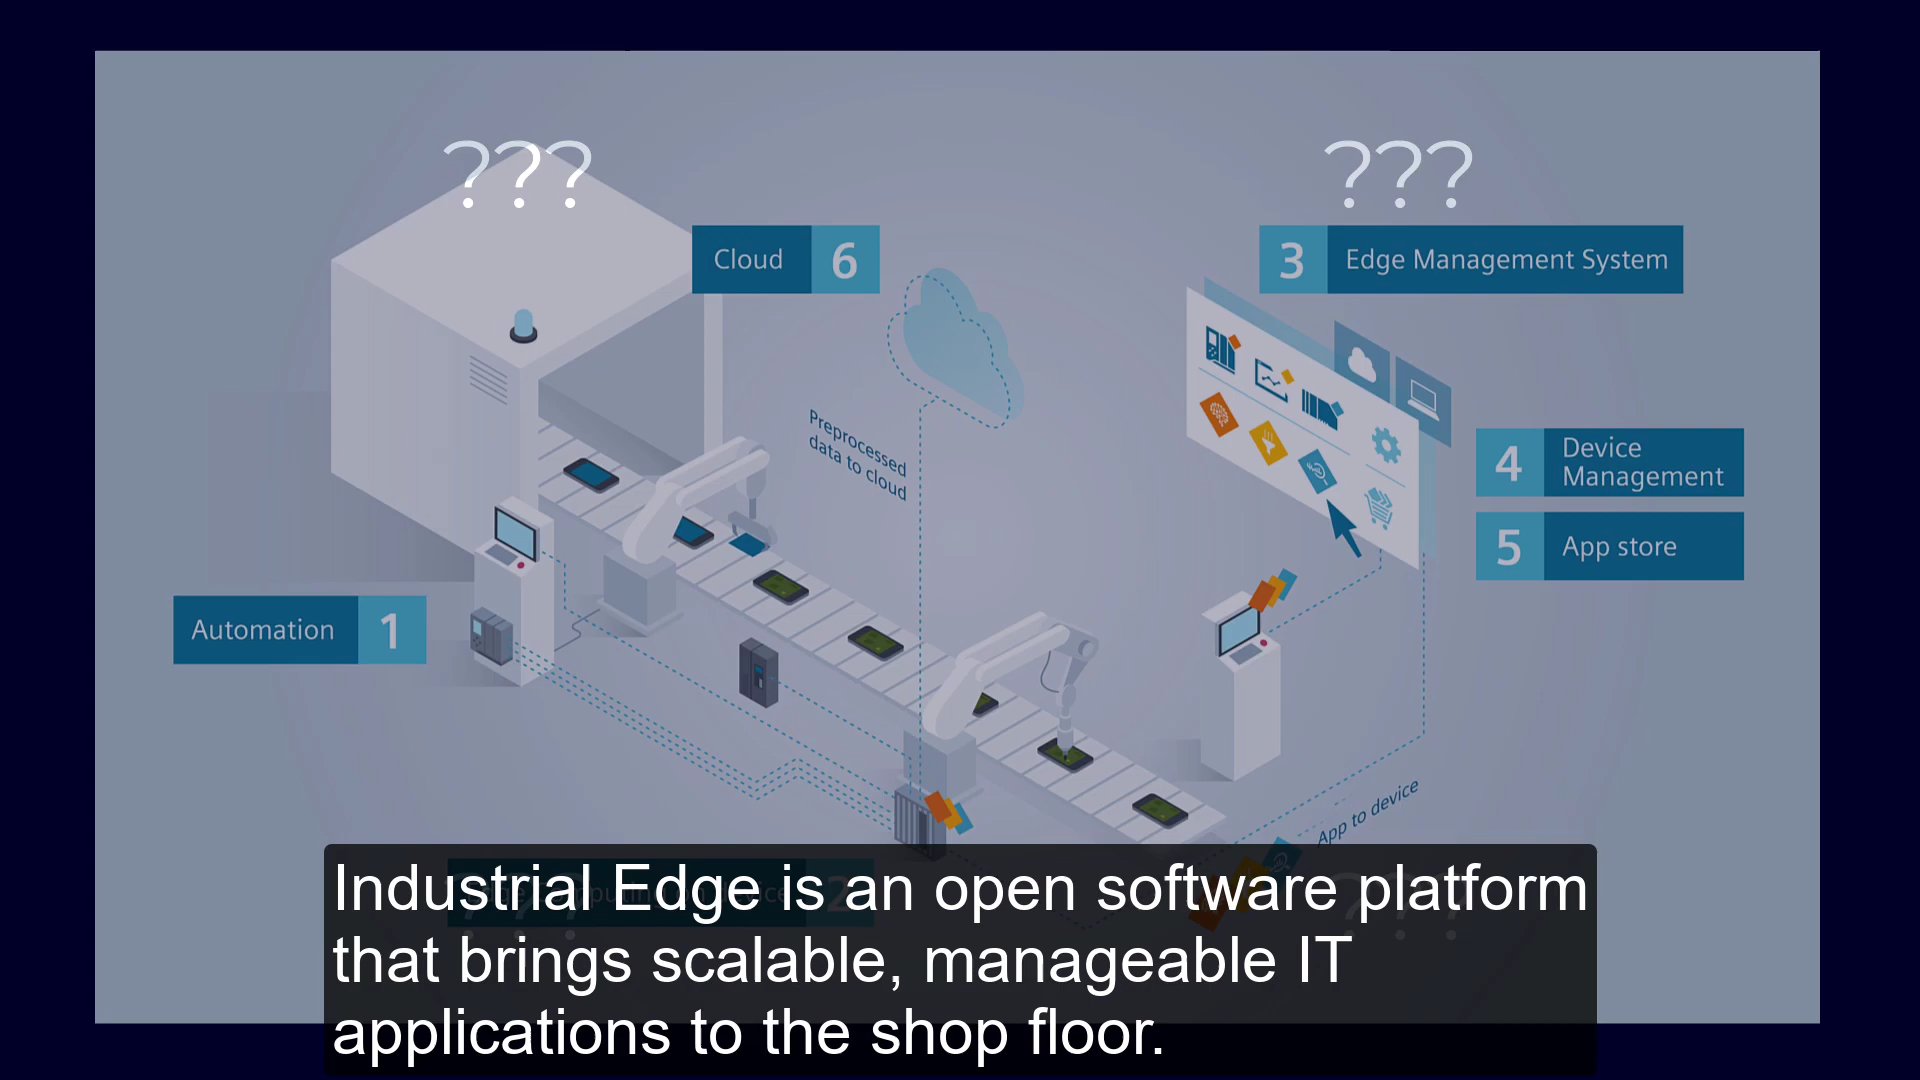 ???
???
Cloud 6
3 Edge Management System
Preprocessed
data to cloud
4 Device
Management
5 App store
Automation 1
App to device
Industrial Edge is an open software platform
that brings scalable, manageable IT
applications to the shop floor.
2
???
???